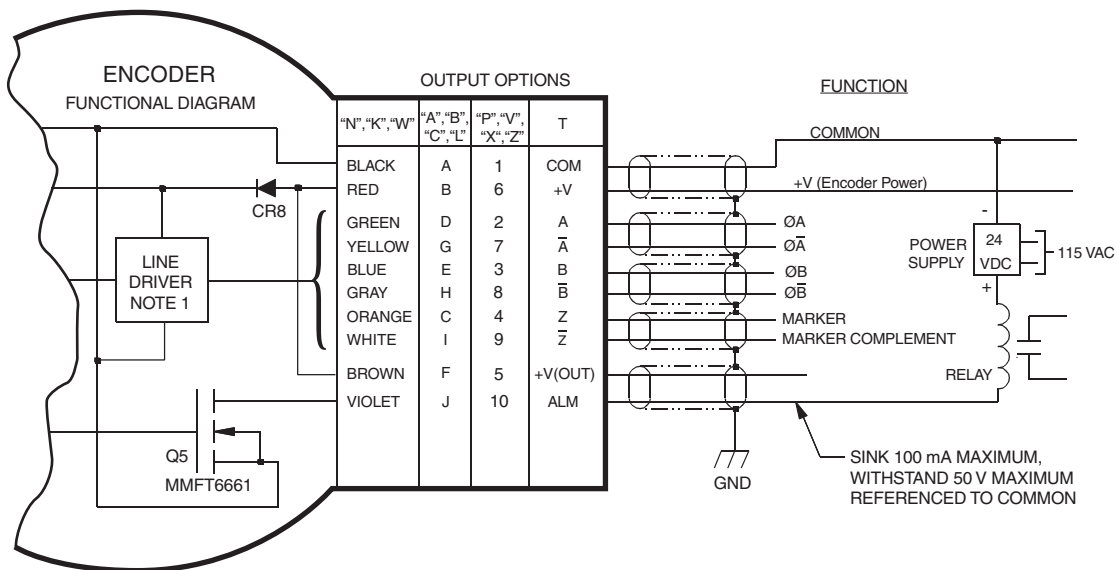 ENCODER
FUNCTIONAL DIAGRAM
OUTPUT OPTIONS
FUNCTION
“N”,“K”,“W” “A”,“B”, “P”,“V”, T
“C”,“L” “X“,“Z”
BLACK A 1 COM
RED B 6 +V
GREEN D 2 A
YELLOW G 7 A̅
BLUE E 3 B
GRAY H 8 B̅
ORANGE C 4 Z
WHITE I 9 Z̅
BROWN F 5 +V(OUT)
VIOLET J 10 ALM
CR8
LINE
DRIVER
NOTE 1
Q5
MMFT6661
COMMON
+V (Encoder Power)
ØA
ØA̅
ØB
ØB̅
MARKER
MARKER COMPLEMENT
GND
-
POWER
SUPPLY
24
VDC
115 VAC
+
RELAY
SINK 100 mA MAXIMUM,
WITHSTAND 50 V MAXIMUM
REFERENCED TO COMMON